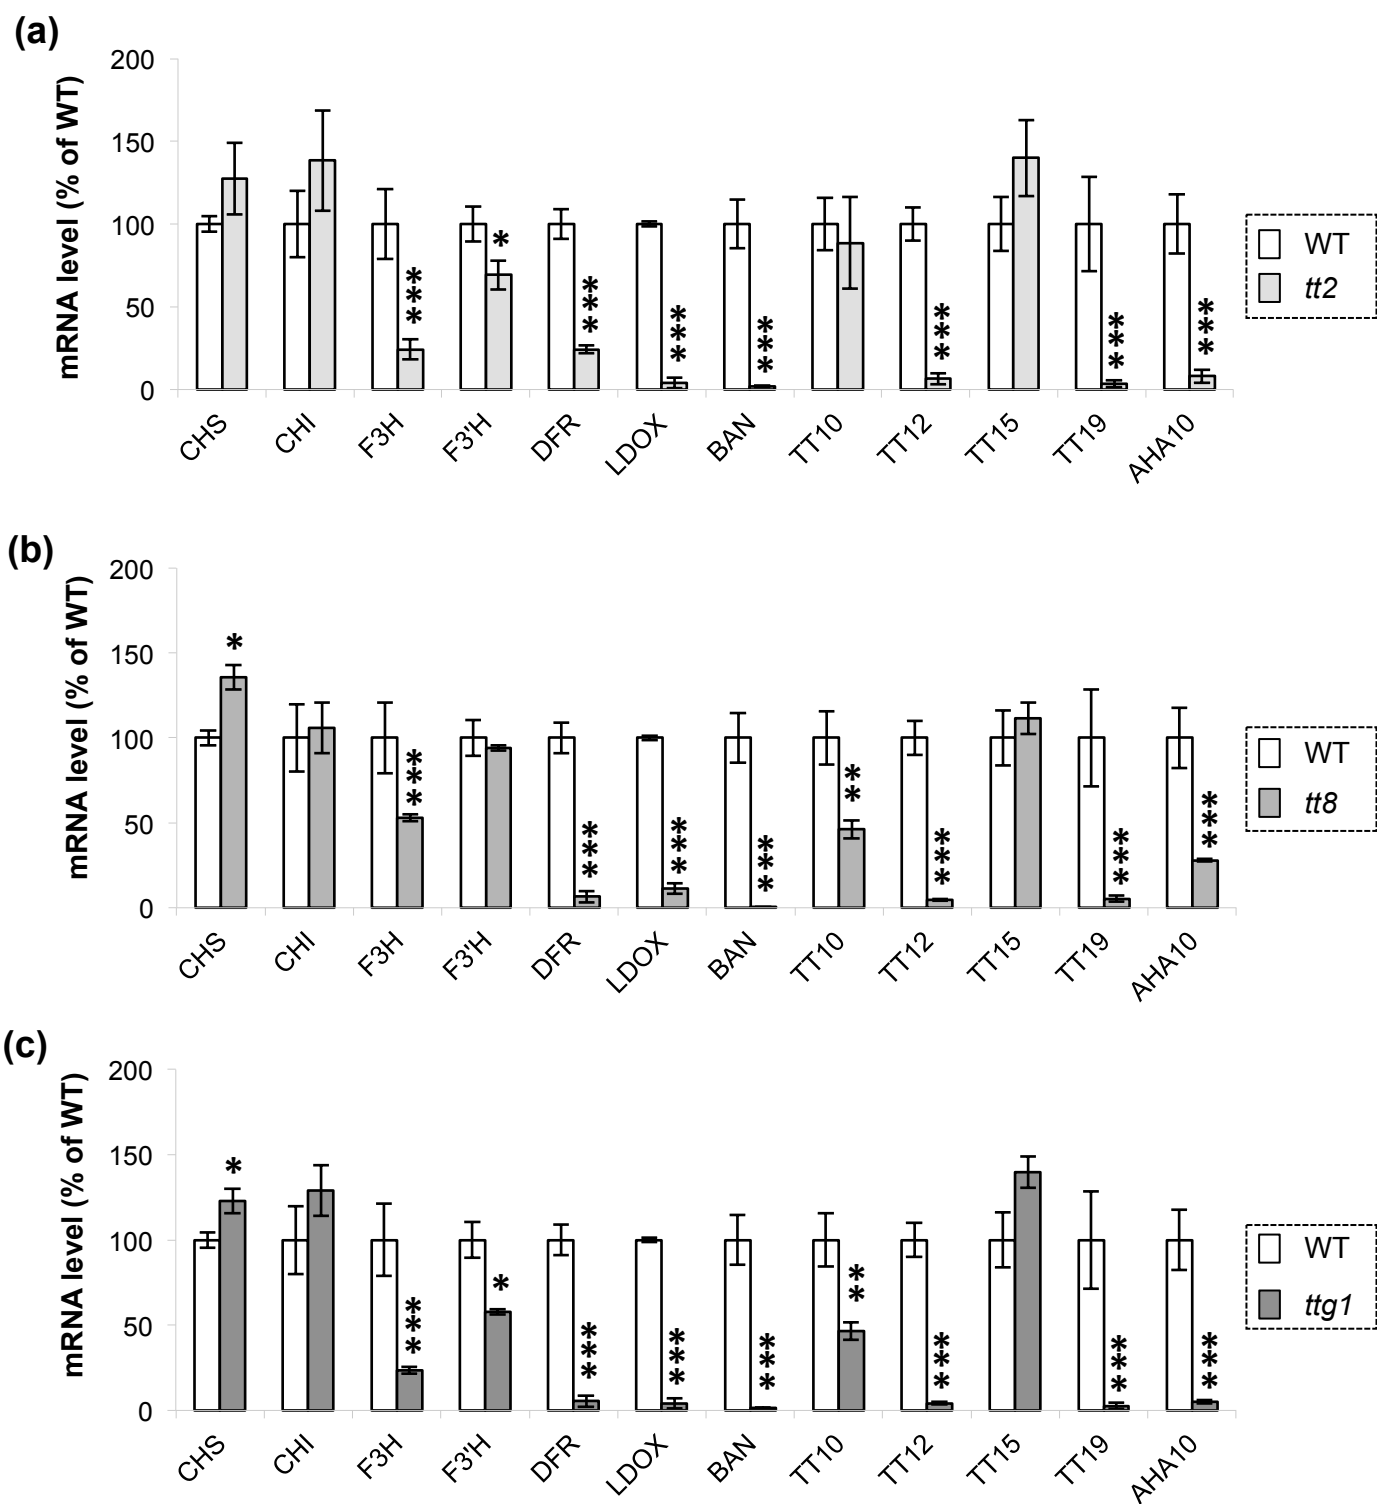 (a)
mRNA level (% of WT)
200
150
100
50
0
* * * * * * * * * * * * * * * * * * * * * *
CHS CHI F3H F3'H DFR LDOX BAN TT10 TT12 TT15 TT19 AHA10
WT
tt2
(b)
mRNA level (% of WT)
200
150
100
50
0
* *** *** *** *** ** *** *** ***
CHS CHI F3H F3'H DFR LDOX BAN TT10 TT12 TT15 TT19 AHA10
WT
tt8
(c)
mRNA level (% of WT)
200
150
100
50
0
* *** * *** *** *** ** *** *** ***
CHS CHI F3H F3'H DFR LDOX BAN TT10 TT12 TT15 TT19 AHA10
WT
ttg1